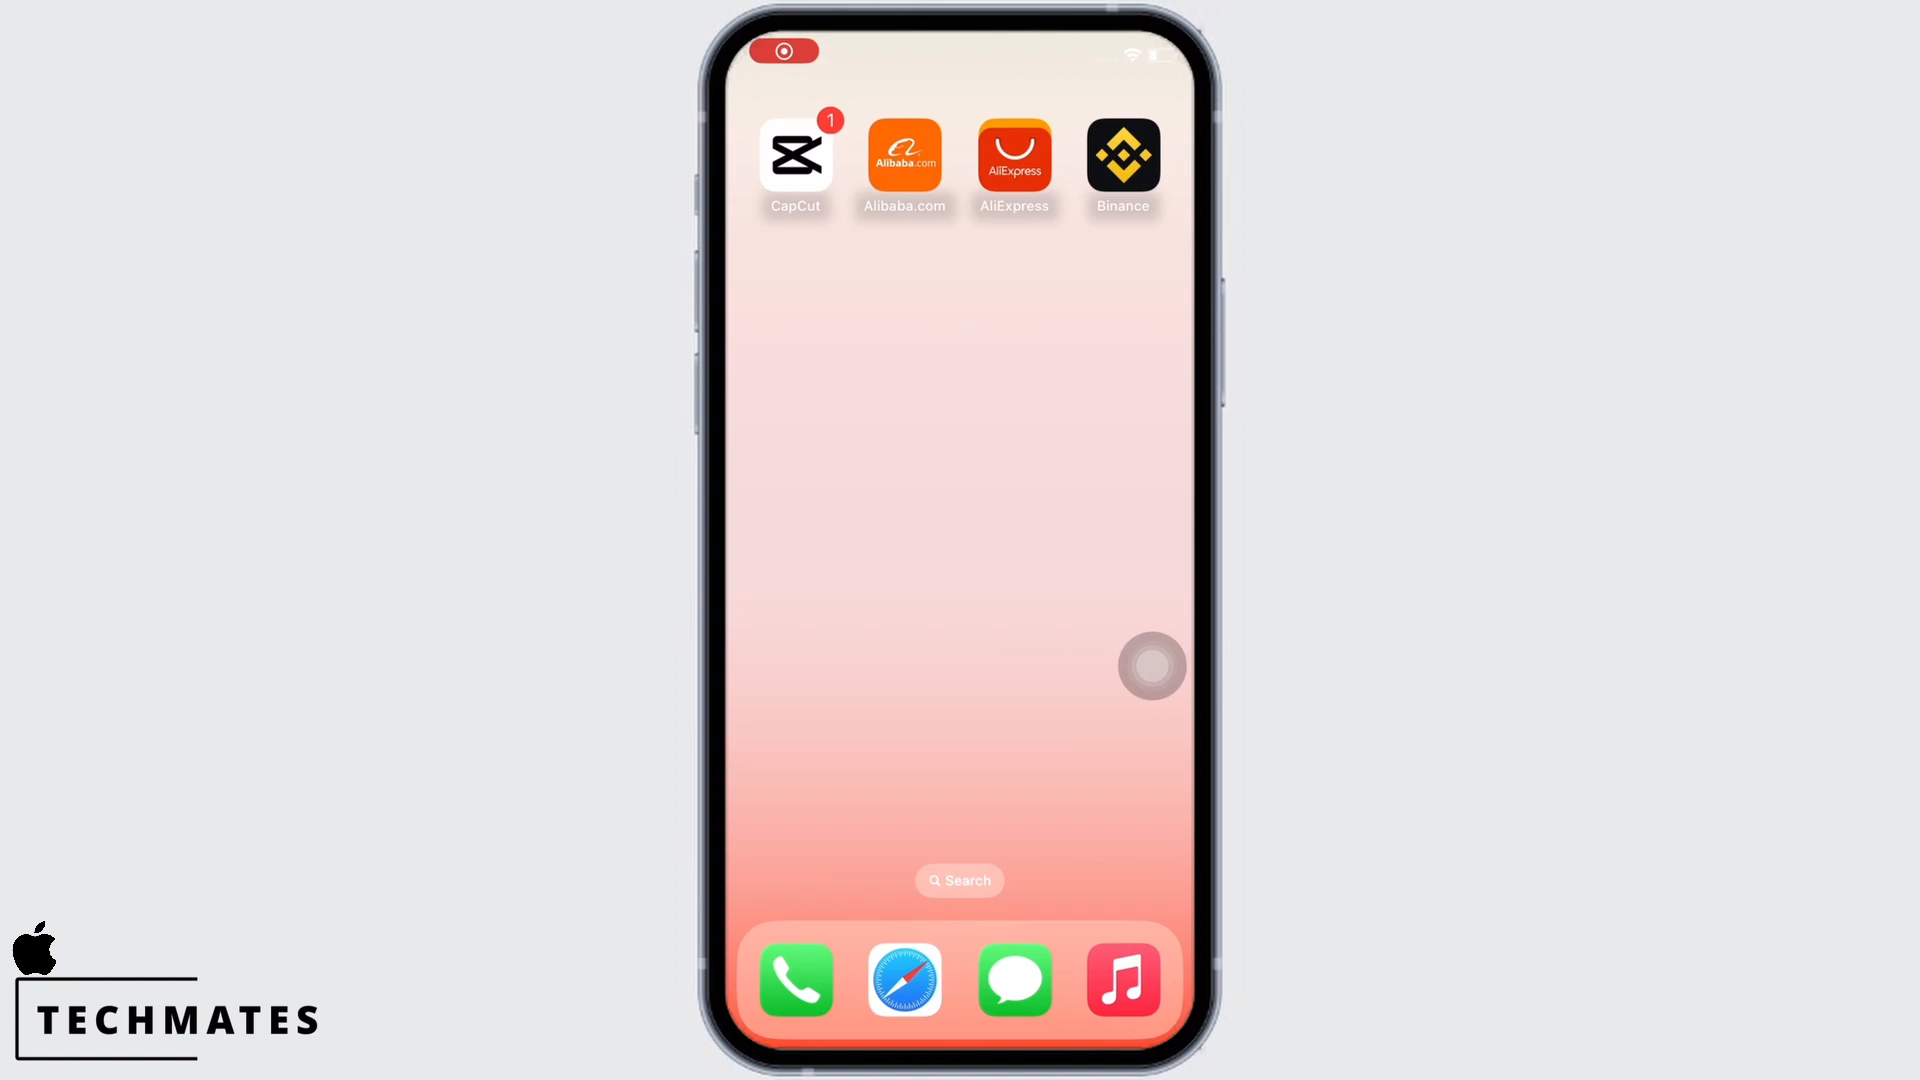 1
Alibaba.com
AliExpress
CapCut
Alibaba.com
AliExpress
Binance
Search
TECHMATES